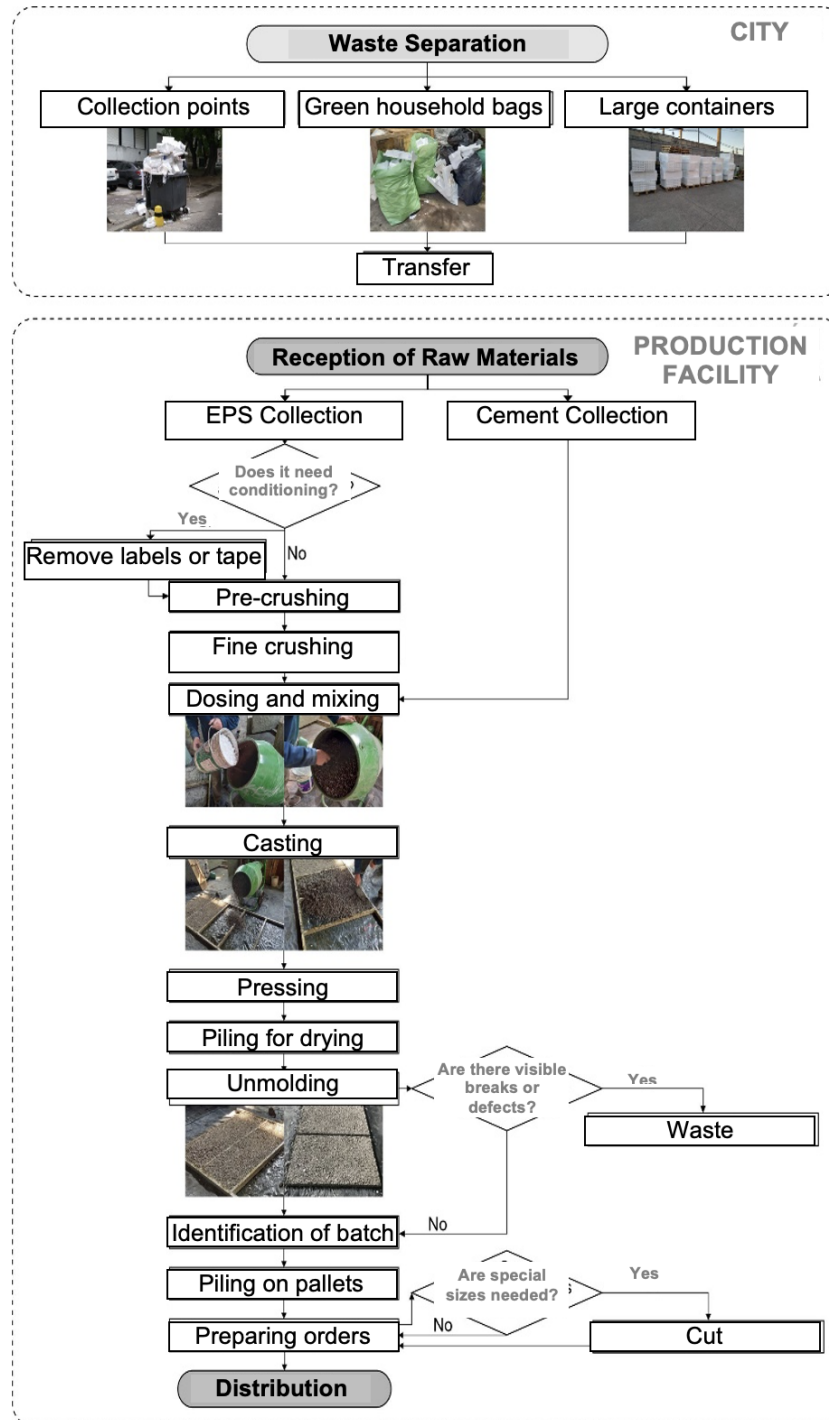 CITY
Waste Separation
Collection points
Green household bags
Large containers
Transfer
PRODUCTION
FACILITY
Reception of Raw Materials
EPS Collection
Cement Collection
Does it need
conditioning?
Yes
No
Remove labels or tape
Pre-crushing
Fine crushing
Dosing and mixing
Casting
Pressing
Piling for drying
Unmolding
Are there visible
breaks or
defects?
Yes
Waste
No
Identification of batch
Piling on pallets
Are special
sizes needed?
Yes
No
Preparing orders
Cut
Distribution